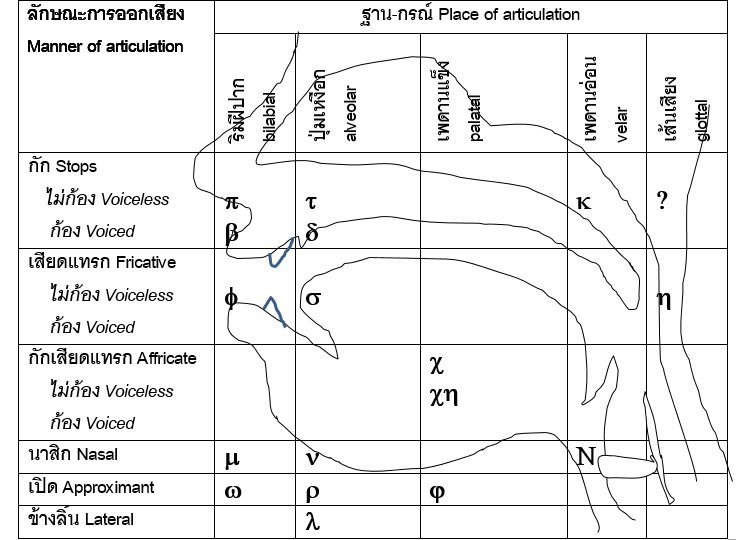 ลักษณะการออกเสียง ฐาน-กรณ์ Place of articulation
Manner of articulation
ริมฝีปาก bilabial ปุ่มเหงือก alveolar เพดานแข็ง palatal เพดานอ่อน velar เส้นเสียง glottal
กัก Stops
ไม่ก้อง Voiceless π τ κ ?
ก้อง Voiced β δ
เสียดแทรก Fricative
ไม่ก้อง Voiceless ϕ σ η
ก้อง Voiced
กักเสียดแทรก Affricate χ
ไม่ก้อง Voiceless χη
ก้อง Voiced
นาสิก Nasal μ ν Ν
เปิด Approximant ω ρ φ
ข้างลิ้น Lateral λ